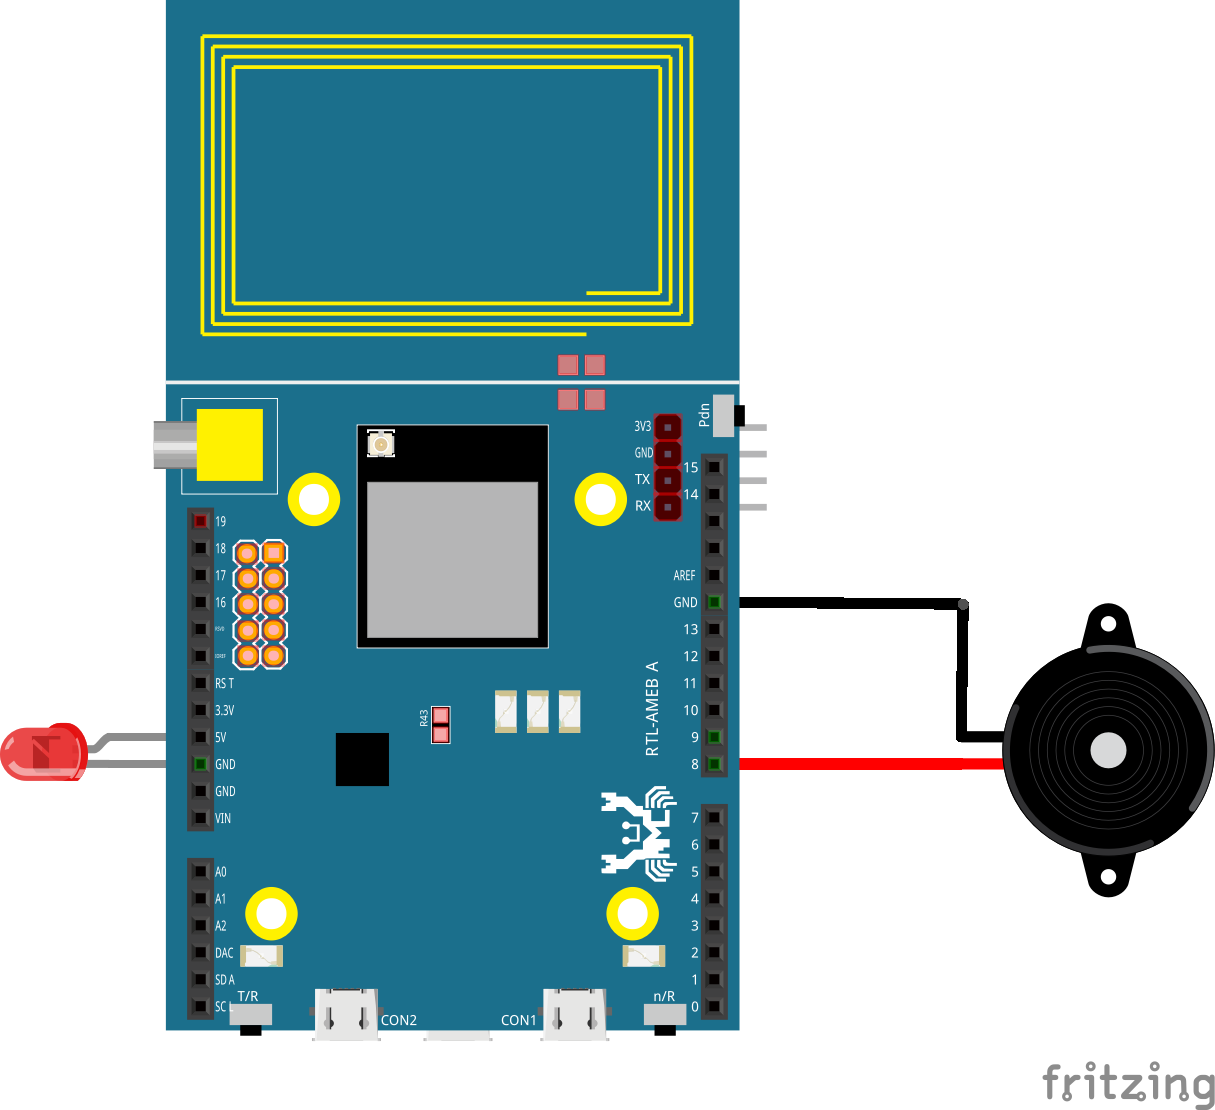 3V3
GND
TX
RX
Pdn
15
14
AREF
GND
13
12
11
10
9
8
7
6
5
4
3
2
1
0
19
18
17
16
RS T
3.3V
5V
GND
GND
VIN
A0
A1
A2
DAC
SD A
SC L
R43
RTL-AMEB A
T/R
CON2
CON1
n/R
fritzing